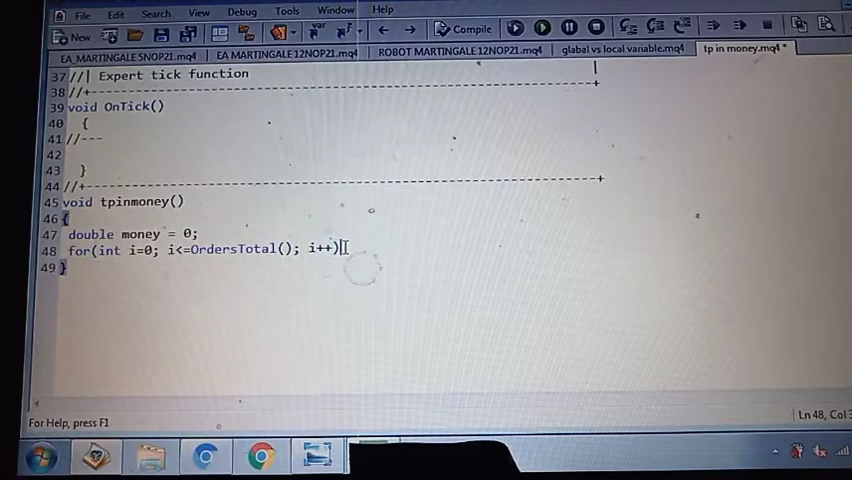 File Edit Search View Debug Tools Window Help
New Compile
EA_MARTINGALE 5NOP21.mq4 EA MARTINGALE 12NOP21.mq4 ROBOT MARTINGALE 12NOP21.mq4 glabal vs local variable.mq4 tp in money.mq4 *
37 //| Expert tick function |
38 //+------------------------------------------------------------------+
39 void OnTick()
40 {
41 //---
42
43 }
44 //+------------------------------------------------------------------+
45 void tpinmoney()
46 {
47 double money = 0;
48 for(int i=0; i<=OrdersTotal(); i++)
49 }
For Help, press F1
Ln 48, Col 3